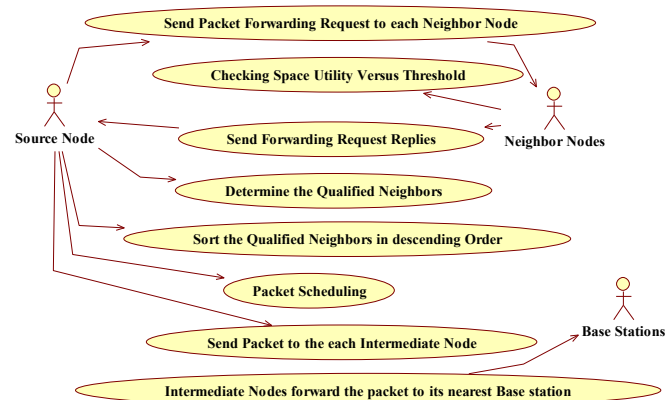 Send Packet Forwarding Request to each Neighbor Node
Checking Space Utility Versus Threshold
Source Node
Send Forwarding Request Replies
Neighbor Nodes
Determine the Qualified Neighbors
Sort the Qualified Neighbors in descending Order
Packet Scheduling
Base Stations
Send Packet to the each Intermediate Node
Intermediate Nodes forward the packet to its nearest Base station